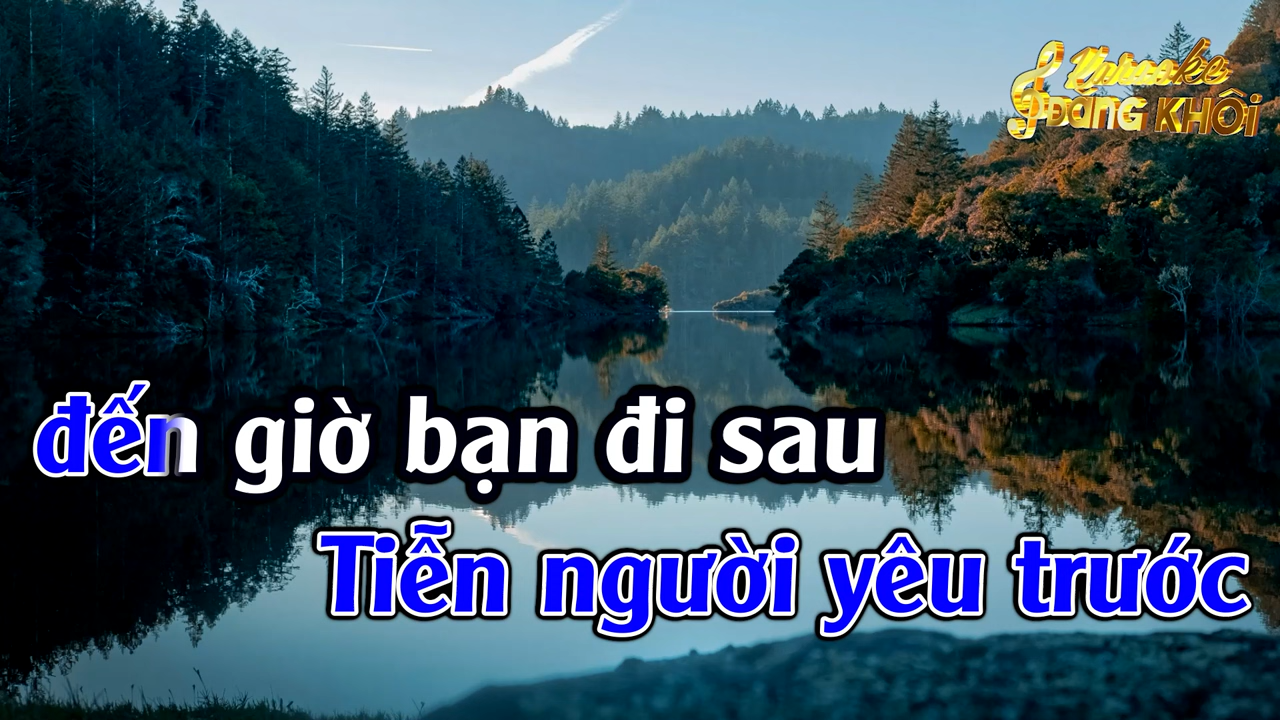 Karaoke
ĐĂNG KHÔI
đến giờ bạn đi sau
Tiễn người yêu trước